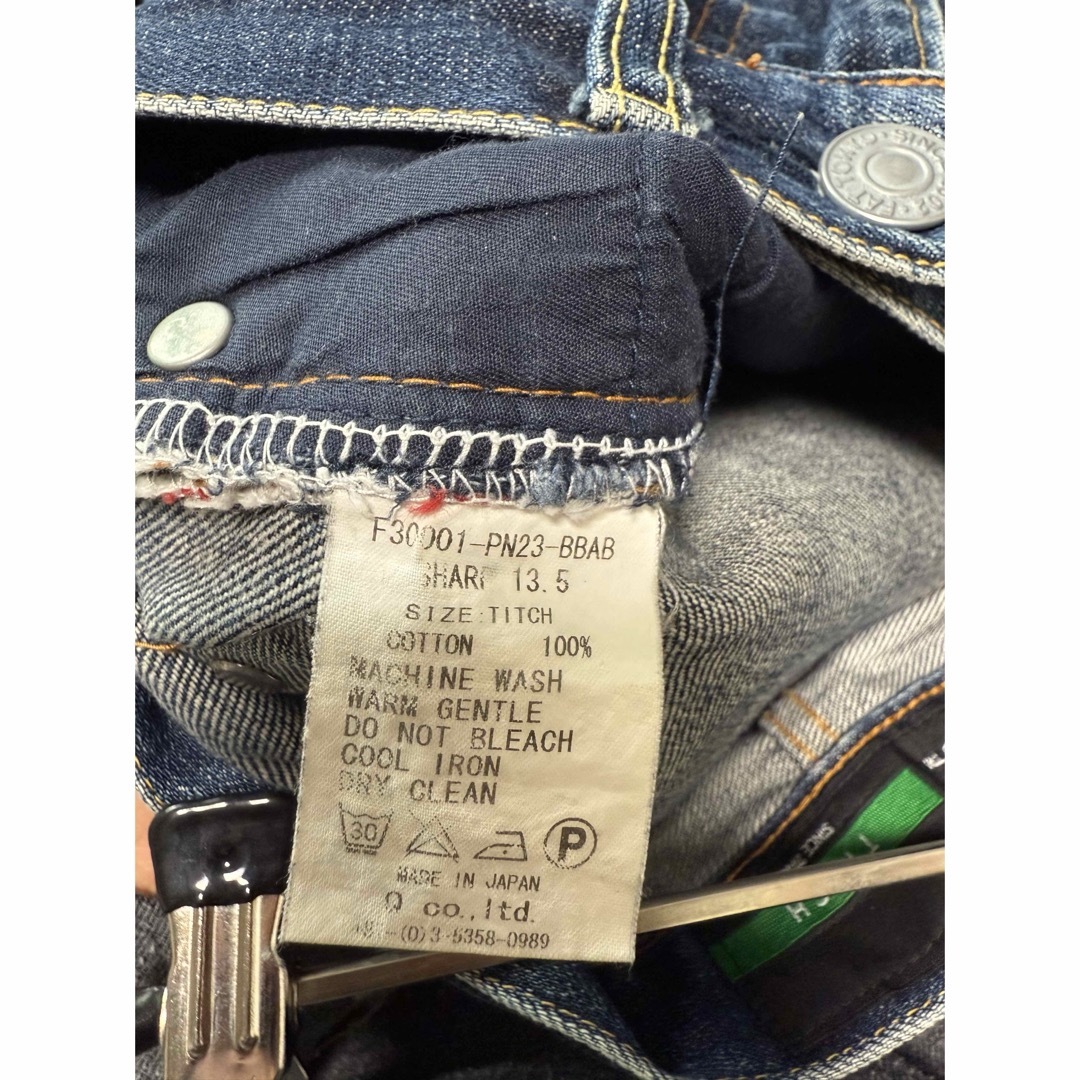 F30001-PN23-BBAB
SHARP 13.5
SIZE:TITCH
COTTON 100%
MACHINE WASH
WARM GENTLE
DO NOT BLEACH
COOL IRON
DRY CLEAN
30
P
MADE IN JAPAN
Q co.,ltd.
-(0)3-5358-0989
SINCE